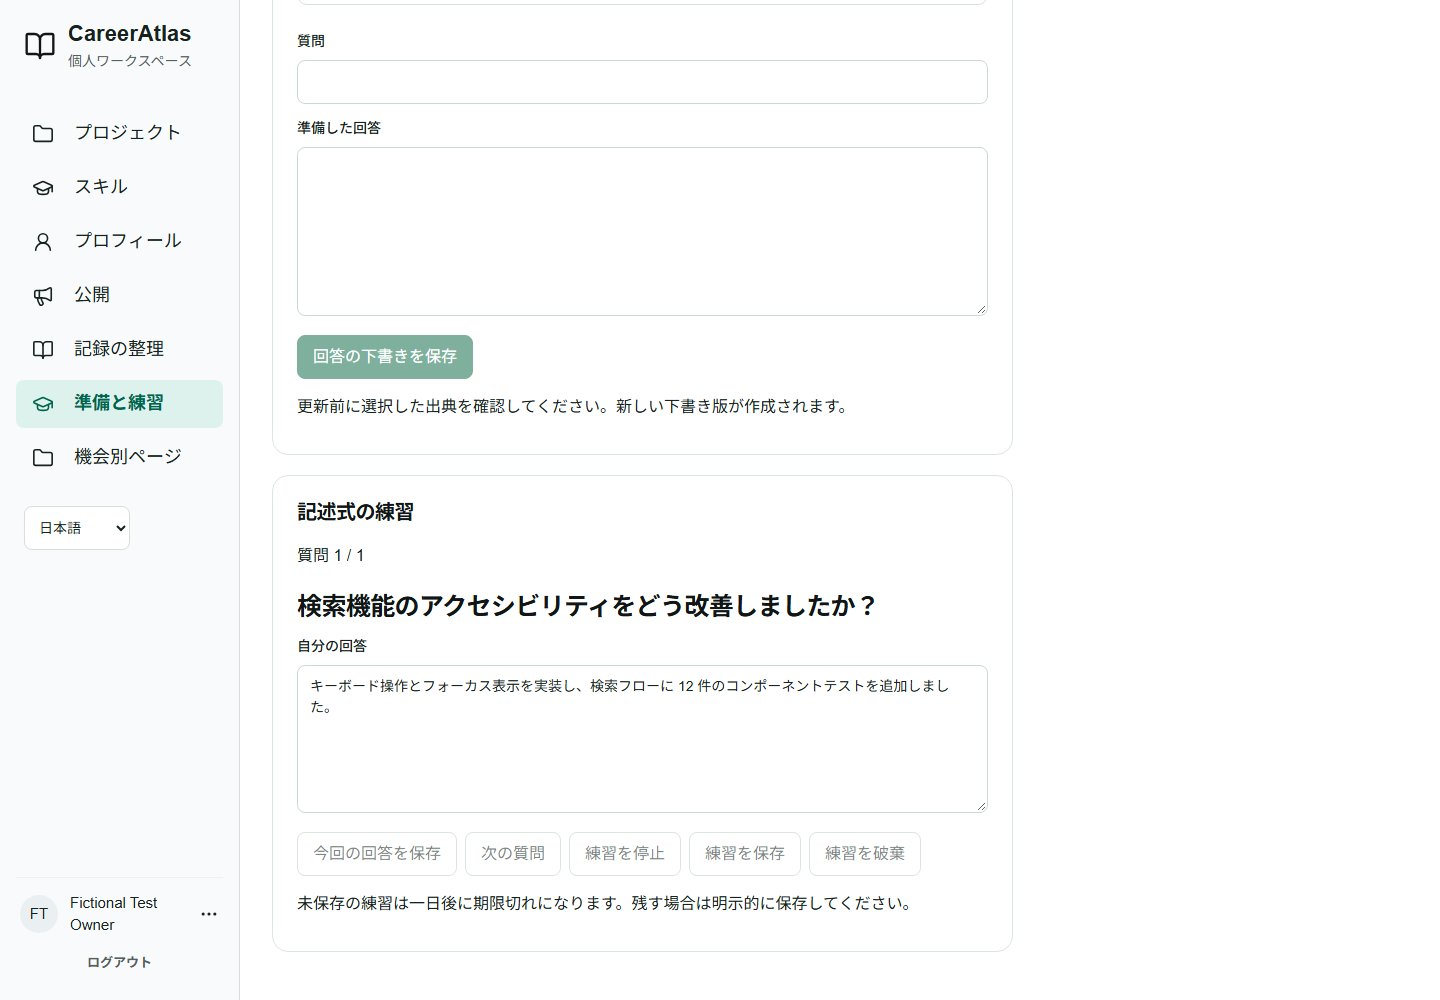 CareerAtlas
個人ワークスペース
プロジェクト
スキル
プロフィール
公開
記録の整理
準備と練習
機会別ページ
日本語
FT
Fictional Test
Owner
ログアウト
質問
準備した回答
回答の下書きを保存
更新前に選択した出典を確認してください。新しい下書き版が作成されます。
記述式の練習
質問 1 / 1
検索機能のアクセシビリティをどう改善しましたか？
自分の回答
キーボード操作とフォーカス表示を実装し、検索フローに 12 件のコンポーネントテストを追加しまし
た。
今回の回答を保存
次の質問
練習を停止
練習を保存
練習を破棄
未保存の練習は一日後に期限切れになります。残す場合は明示的に保存してください。